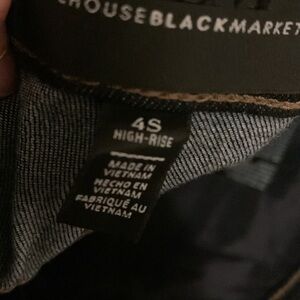 HOUSEBLACKMARKET
4S
HIGH-RISE
MADE IN
VIETNAM
HECHO EN
VIETNAM
FABRIQUÉ AU
VIETNAM